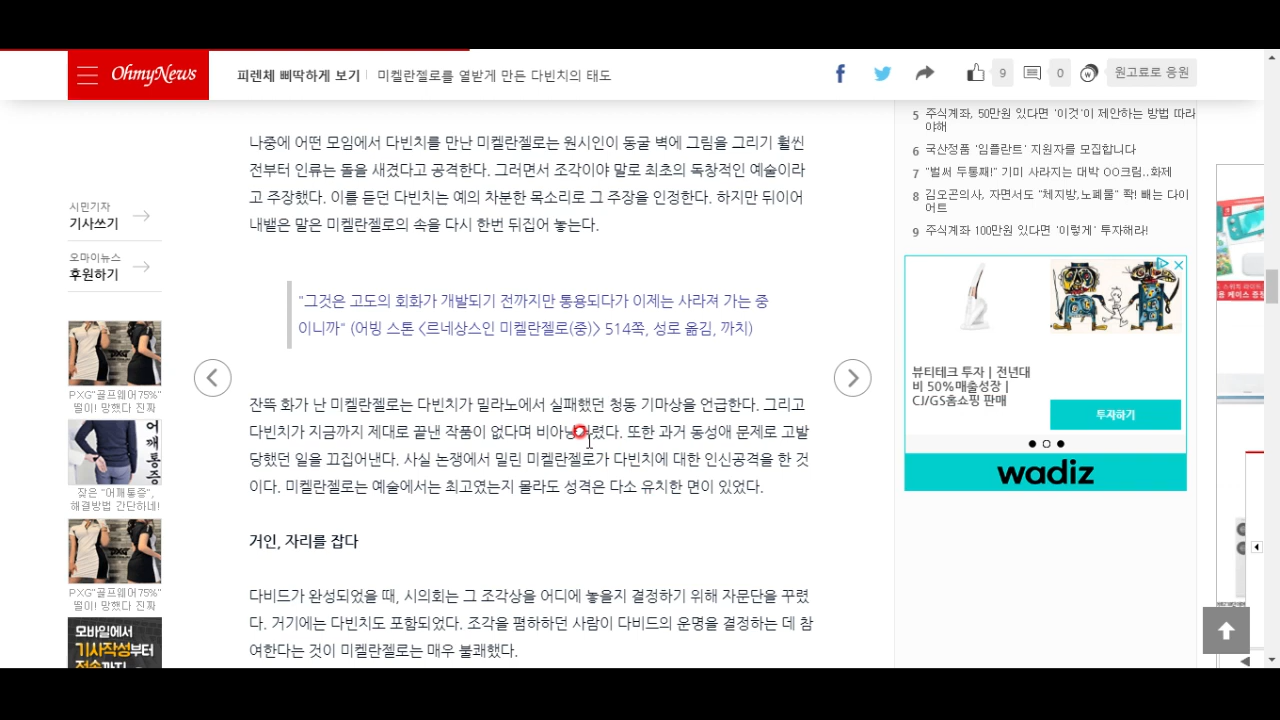 OhmyNews
피렌체 삐딱하게 보기 | 미켈란젤로를 열받게 만든 다빈치의 태도
9
0
원고료로 응원
나중에 어떤 모임에서 다빈치를 만난 미켈란젤로는 원시인이 동굴 벽에 그림을 그리기 훨씬
전부터 인류는 돌을 새겼다고 공격한다. 그러면서 조각이야 말로 최초의 독창적인 예술이라
고 주장했다. 이를 듣던 다빈치는 예의 차분한 목소리로 그 주장을 인정한다. 하지만 뒤이어
내뱉은 말은 미켈란젤로의 속을 다시 한번 뒤집어 놓는다.
"그것은 고도의 회화가 개발되기 전까지만 통용되다가 이제는 사라져 가는 중
이니까" (어빙 스톤 <르네상스인 미켈란젤로(중)> 514쪽, 성로 옮김, 까치)
잔뜩 화가 난 미켈란젤로는 다빈치가 밀라노에서 실패했던 청동 기마상을 언급한다. 그리고
다빈치가 지금까지 제대로 끝낸 작품이 없다며 비아냥거렸다. 또한 과거 동성애 문제로 고발
당했던 일을 끄집어낸다. 사실 논쟁에서 밀린 미켈란젤로가 다빈치에 대한 인신공격을 한 것
이다. 미켈란젤로는 예술에서는 최고였는지 몰라도 성격은 다소 유치한 면이 있었다.
거인, 자리를 잡다
다비드가 완성되었을 때, 시의회는 그 조각상을 어디에 놓을지 결정하기 위해 자문단을 꾸렸
다. 거기에는 다빈치도 포함되었다. 조각을 폄하하던 사람이 다비드의 운명을 결정하는 데 참
여한다는 것이 미켈란젤로는 매우 불쾌했다.
시민기자
기사쓰기
오마이뉴스
후원하기
PXG"골프웨어75%"
떨이! 망했다 진짜
어깨통증
잦은 "어깨통증",
해결방법 간단하네!
PXG"골프웨어75%"
떨이! 망했다 진짜
모바일에서
기사작성부터
전송까지
5 주식계좌, 50만원 있다면 '이것'이 제안하는 방법 따라
야해
6 국산정품 '임플란트' 지원자를 모집합니다
7 "벌써 두통째!" 기미 사라지는 대박 OO크림..화제
8 김오곤의사, 자면서도 "체지방,노폐물" 쫙! 빼는 다이
어트
9 주식계좌 100만원 있다면 '이렇게' 투자해라!
뷰티테크 투자 | 전년대
비 50%매출성장 |
CJ/GS홈쇼핑 판매
투자하기
wadiz